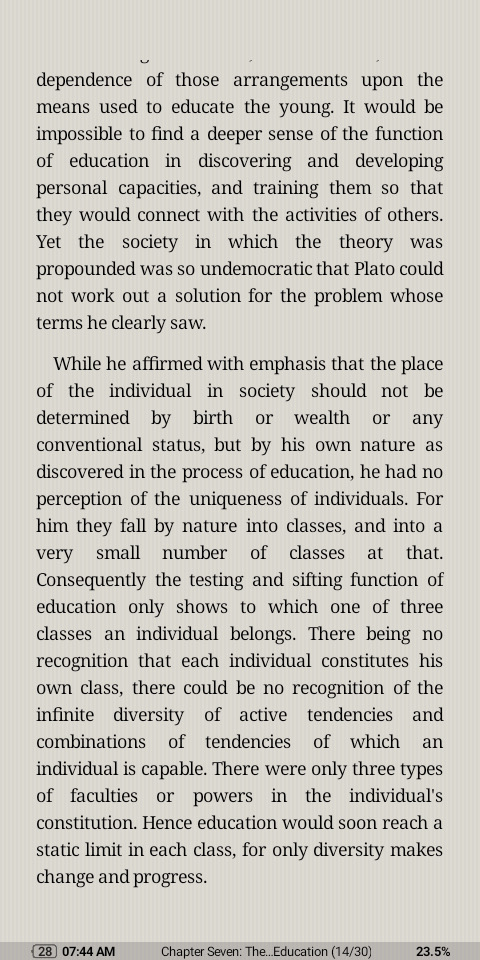 dependence of those arrangements upon the
means used to educate the young. It would be
impossible to find a deeper sense of the function
of education in discovering and developing
personal capacities, and training them so that
they would connect with the activities of others.
Yet the society in which the theory was
propounded was so undemocratic that Plato could
not work out a solution for the problem whose
terms he clearly saw.
While he affirmed with emphasis that the place
of the individual in society should not be
determined by birth or wealth or any
conventional status, but by his own nature as
discovered in the process of education, he had no
perception of the uniqueness of individuals. For
him they fall by nature into classes, and into a
very small number of classes at that.
Consequently the testing and sifting function of
education only shows to which one of three
classes an individual belongs. There being no
recognition that each individual constitutes his
own class, there could be no recognition of the
infinite diversity of active tendencies and
combinations of tendencies of which an
individual is capable. There were only three types
of faculties or powers in the individual's
constitution. Hence education would soon reach a
static limit in each class, for only diversity makes
change and progress.
28 07:44 AM Chapter Seven: The...Education (14/30) 23.5%